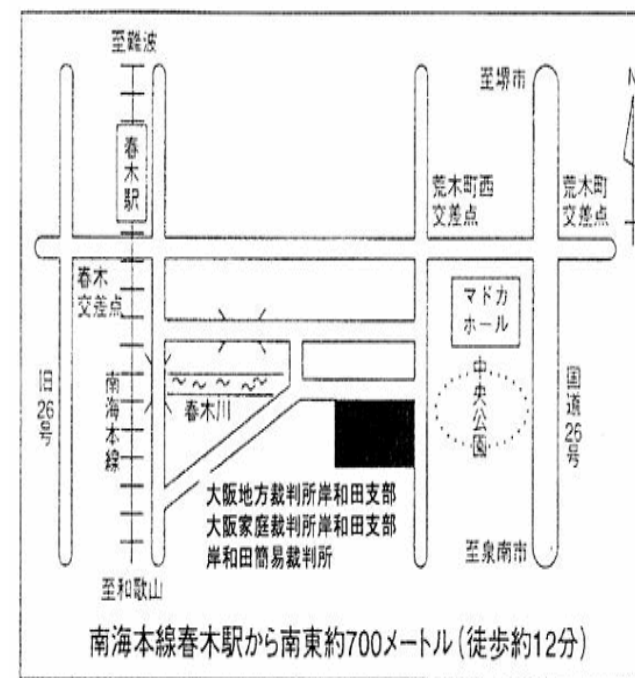 至難波
至堺市
N
春木駅
荒木町西
交差点
荒木町
交差点
春木
交差点
マドカ
ホール
旧26号
南海本線
春木川
中央公園
国道26号
大阪地方裁判所岸和田支部
大阪家庭裁判所岸和田支部
岸和田簡易裁判所
至泉南市
至和歌山
南海本線春木駅から南東約700メートル(徒歩約12分)